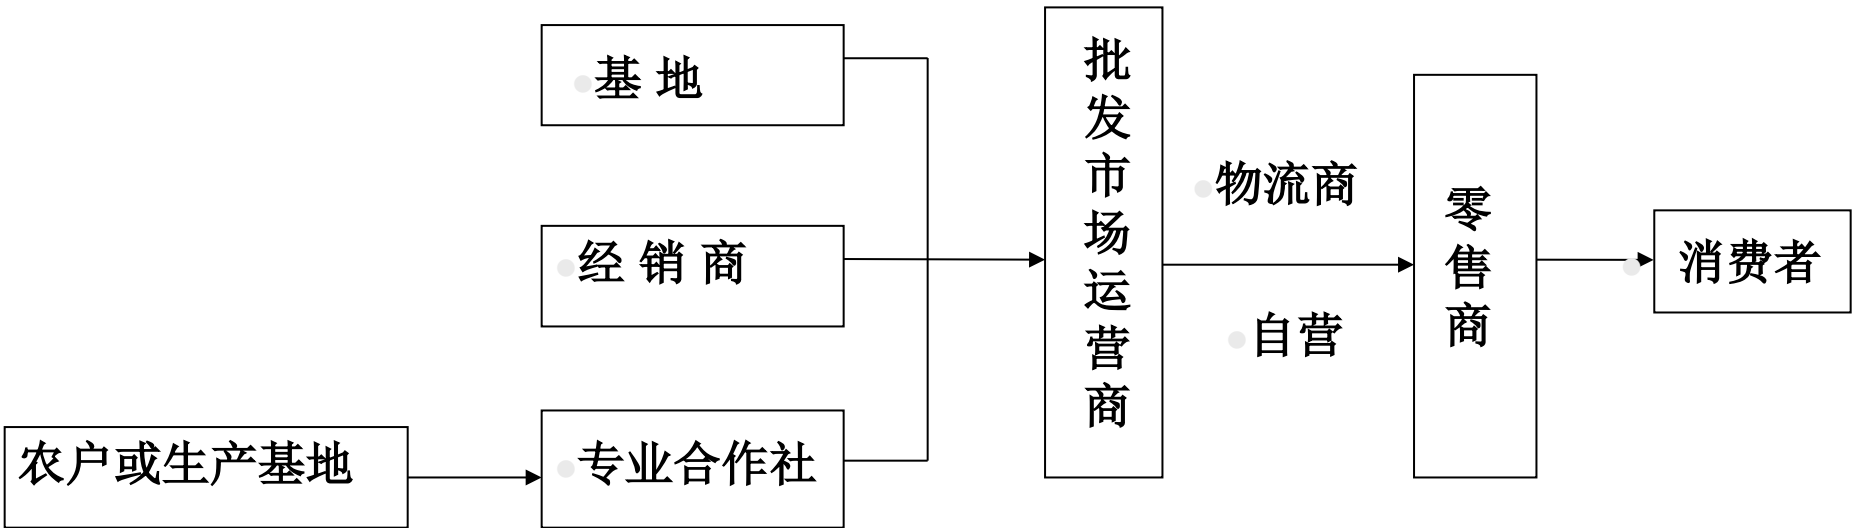 基 地
经 销 商
农户或生产基地
专业合作社
批发市场运营商
物流商
自营
零售商
消费者